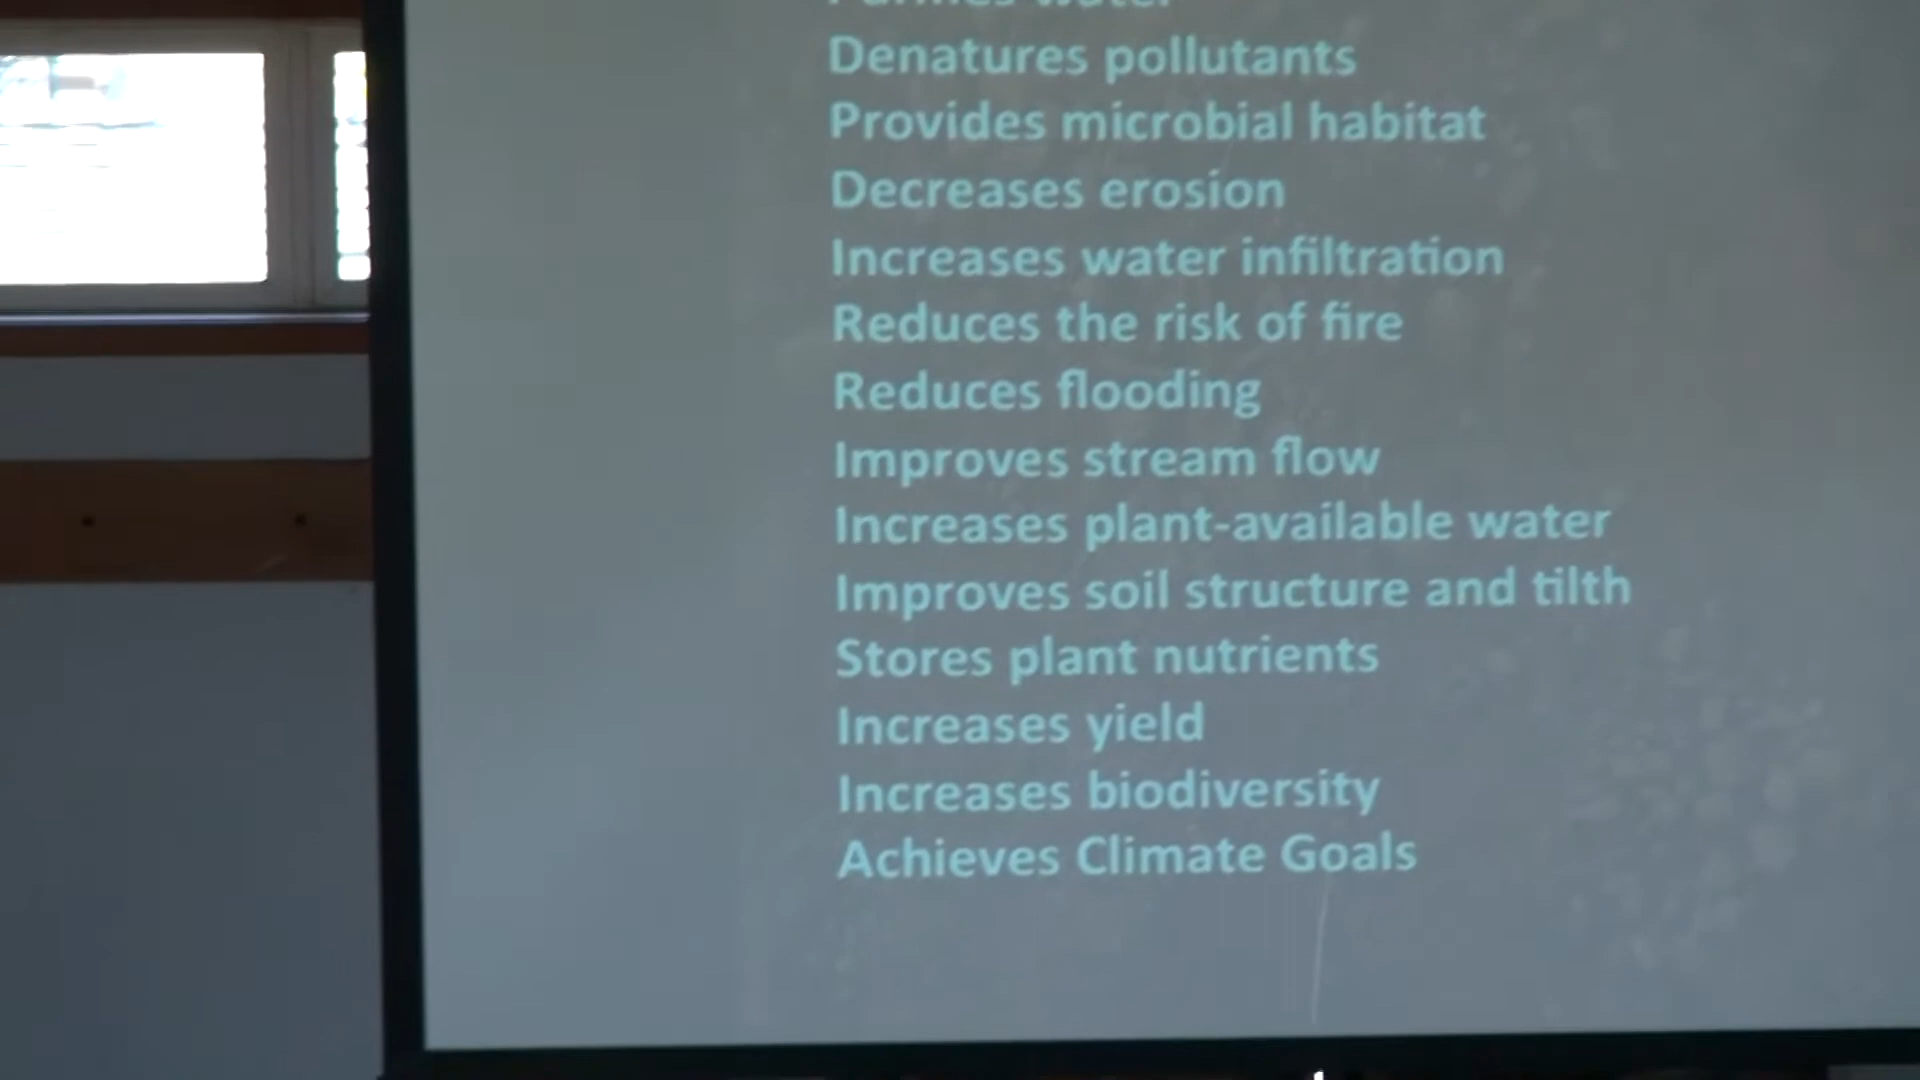 Purifies water
Denatures pollutants
Provides microbial habitat
Decreases erosion
Increases water infiltration
Reduces the risk of fire
Reduces flooding
Improves stream flow
Increases plant-available water
Improves soil structure and tilth
Stores plant nutrients
Increases yield
Increases biodiversity
Achieves Climate Goals